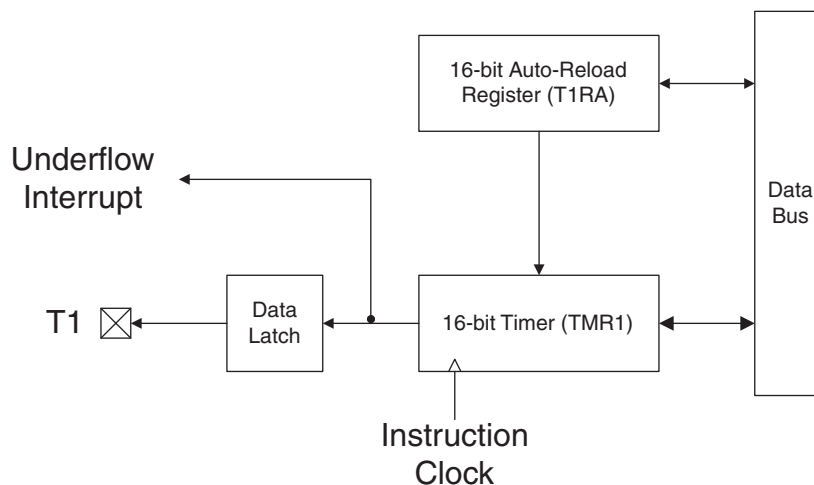 16-bit Auto-Reload
Register (T1RA)
Underflow
Interrupt
Data
Bus
T1
Data
Latch
16-bit Timer (TMR1)
Instruction
Clock